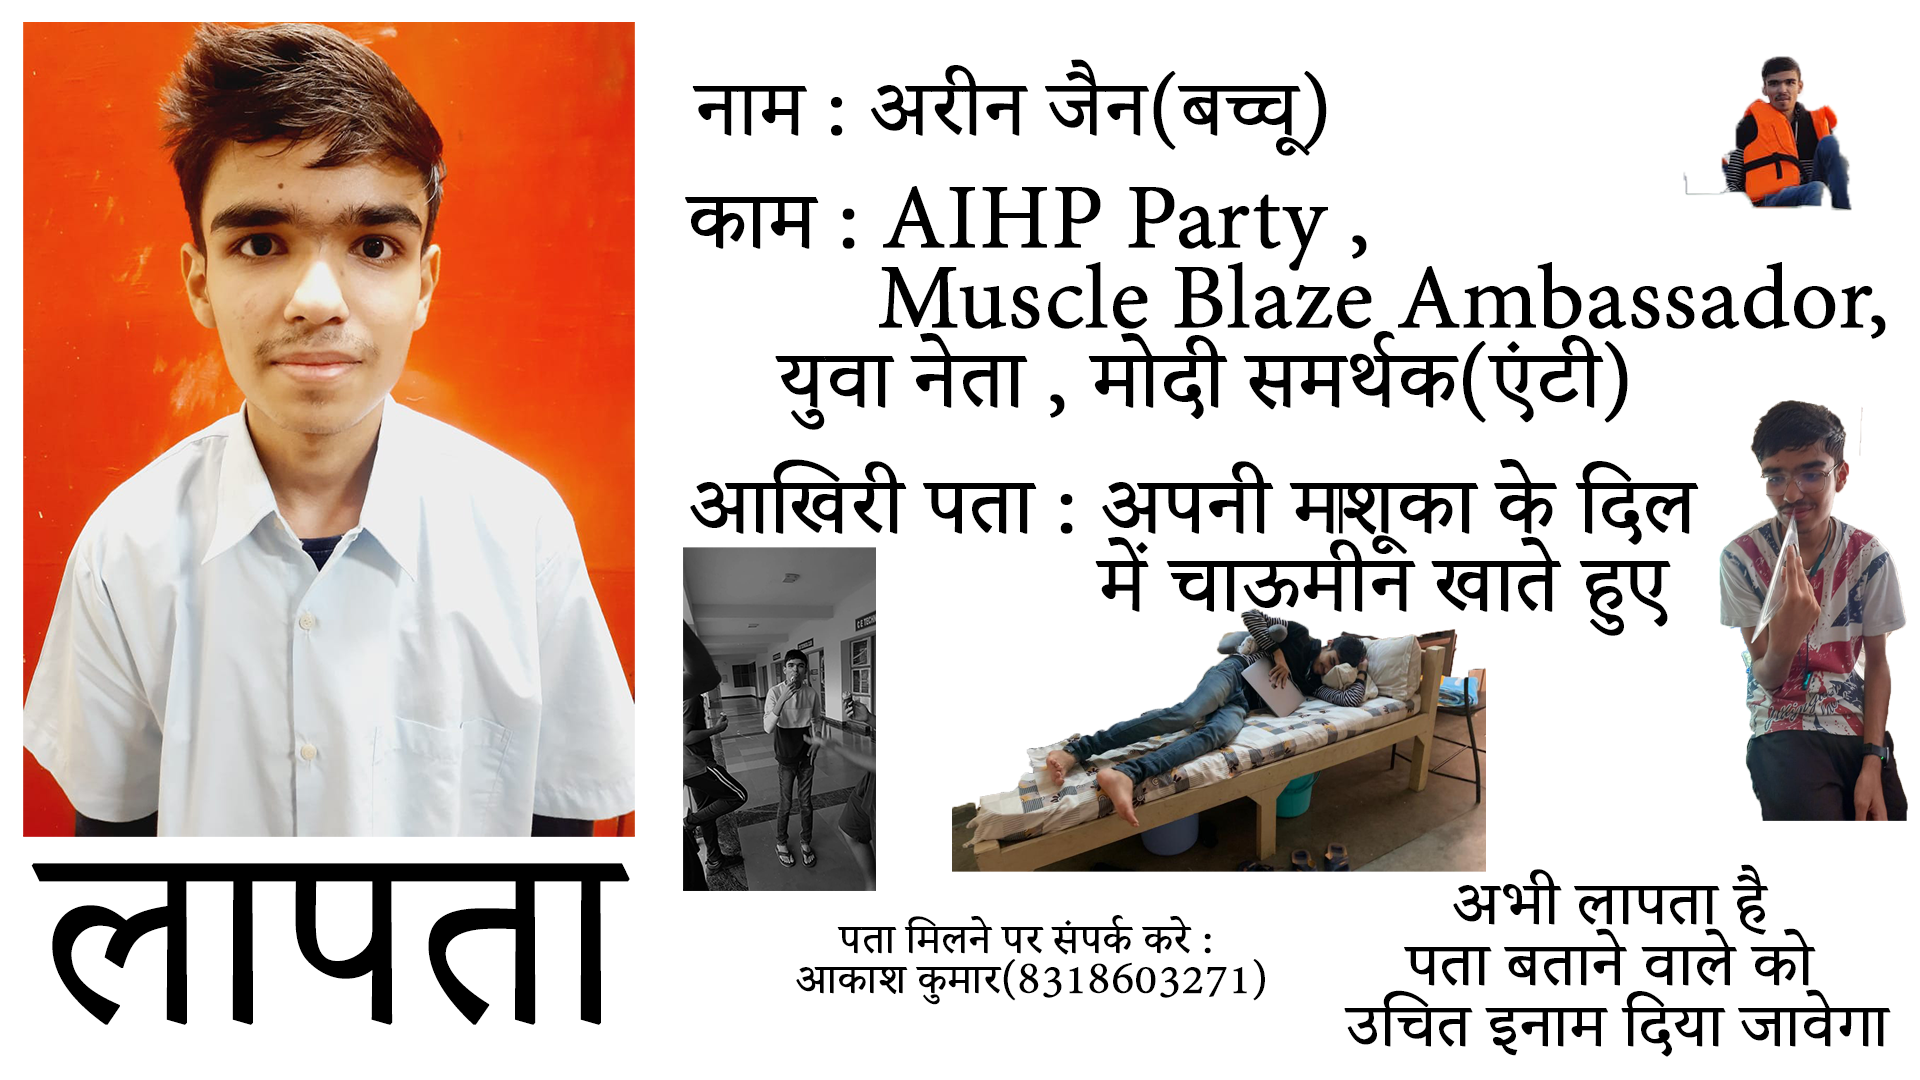 नाम : अरीन जैन(बच्चू)
काम : AIHP Party ,
Muscle Blaze Ambassador,
युवा नेता , मोदी समर्थक(एंटी)
आखिरी पता : अपनी माशूका के दिल
में चाऊमीन खाते हुए
लापता
पता मिलने पर संपर्क करे :
आकाश कुमार(8318603271)
अभी लापता है
पता बताने वाले को
उचित इनाम दिया जावेगा